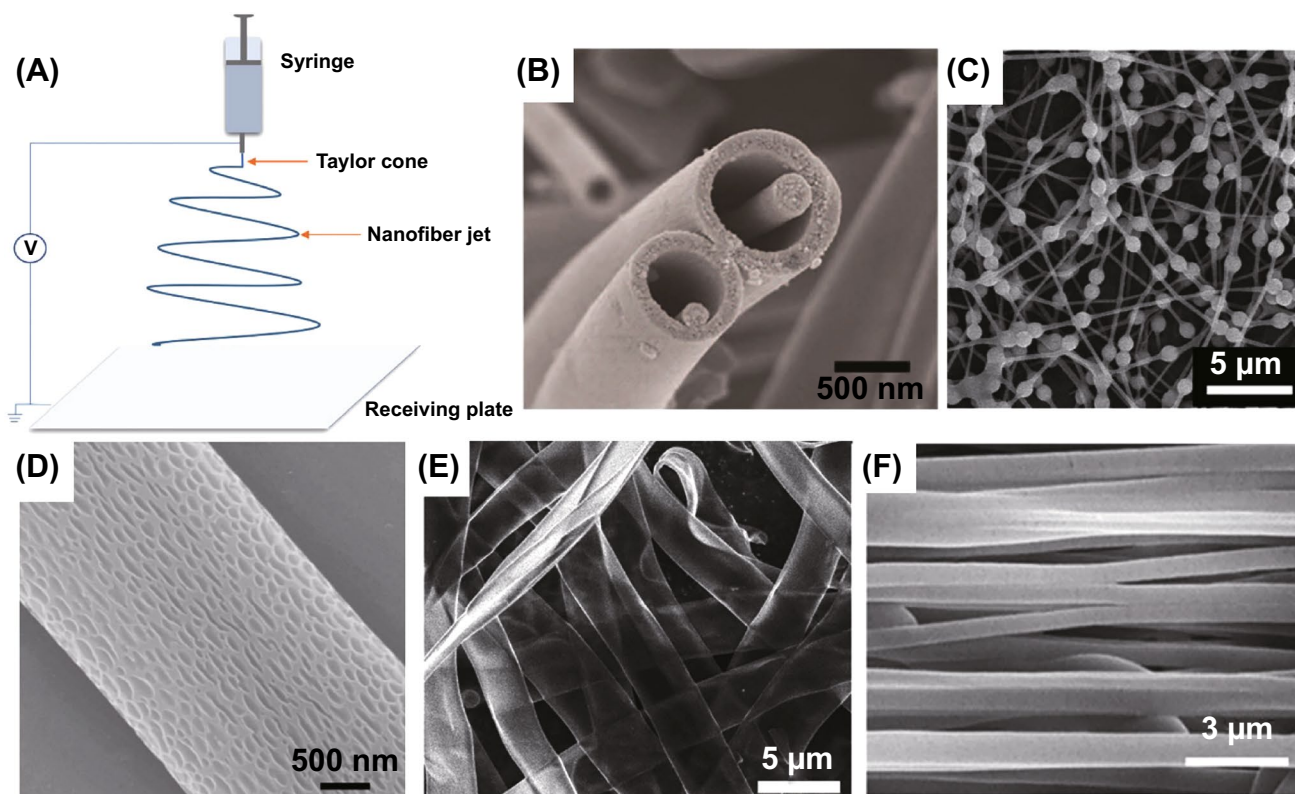 (A)
Syringe
Taylor cone
Nanofiber jet
V
Receiving plate
(B)
500 nm
(C)
5 µm
(D)
500 nm
(E)
5 µm
(F)
3 µm